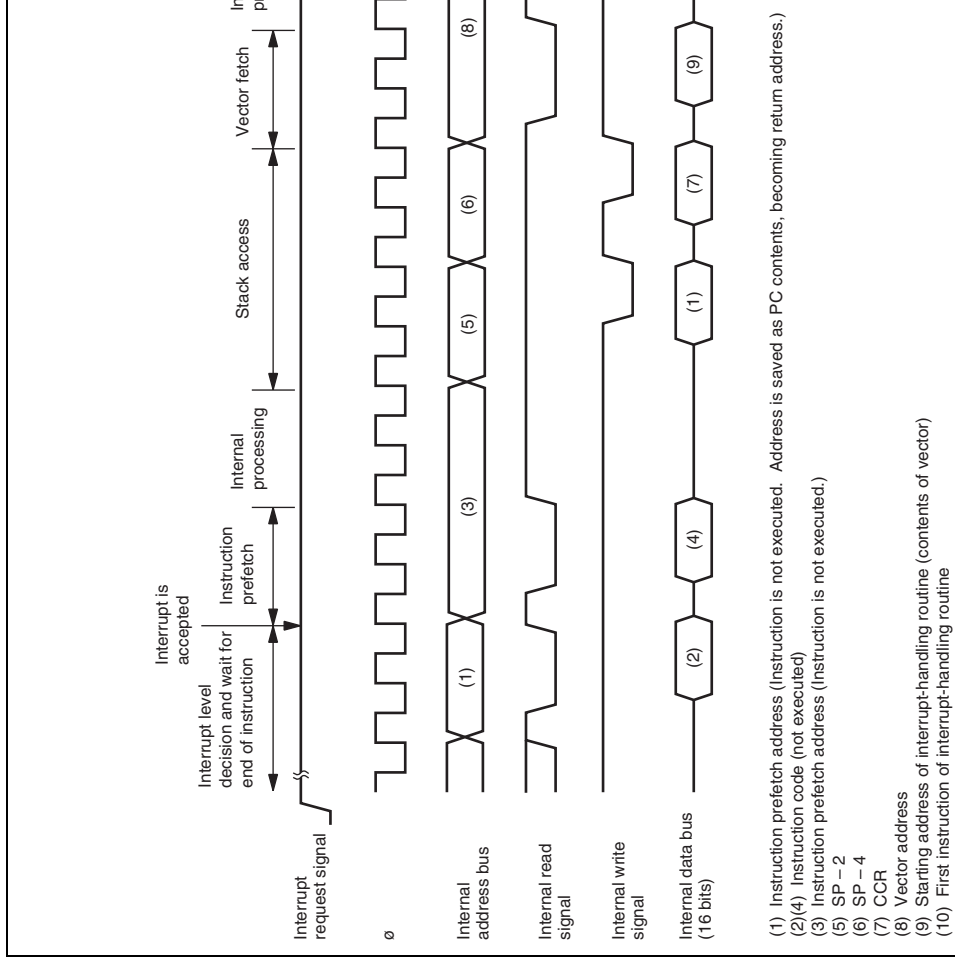 Interrupt is
accepted
Interrupt level
decision and wait for
end of instruction
Instruction
prefetch
Internal
processing
Stack access
Vector fetch
Interrupt
request signal
ø
Internal
address bus
(1)
(3)
(5)
(6)
(8)
Internal read
signal
Internal write
signal
Internal data bus
(16 bits)
(2)
(4)
(1)
(7)
(9)
(1) Instruction prefetch address (Instruction is not executed. Address is saved as PC contents, becoming return address.)
(2)(4) Instruction code (not executed)
(3) Instruction prefetch address (Instruction is not executed.)
(5) SP – 2
(6) SP – 4
(7) CCR
(8) Vector address
(9) Starting address of interrupt-handling routine (contents of vector)
(10) First instruction of interrupt-handling routine